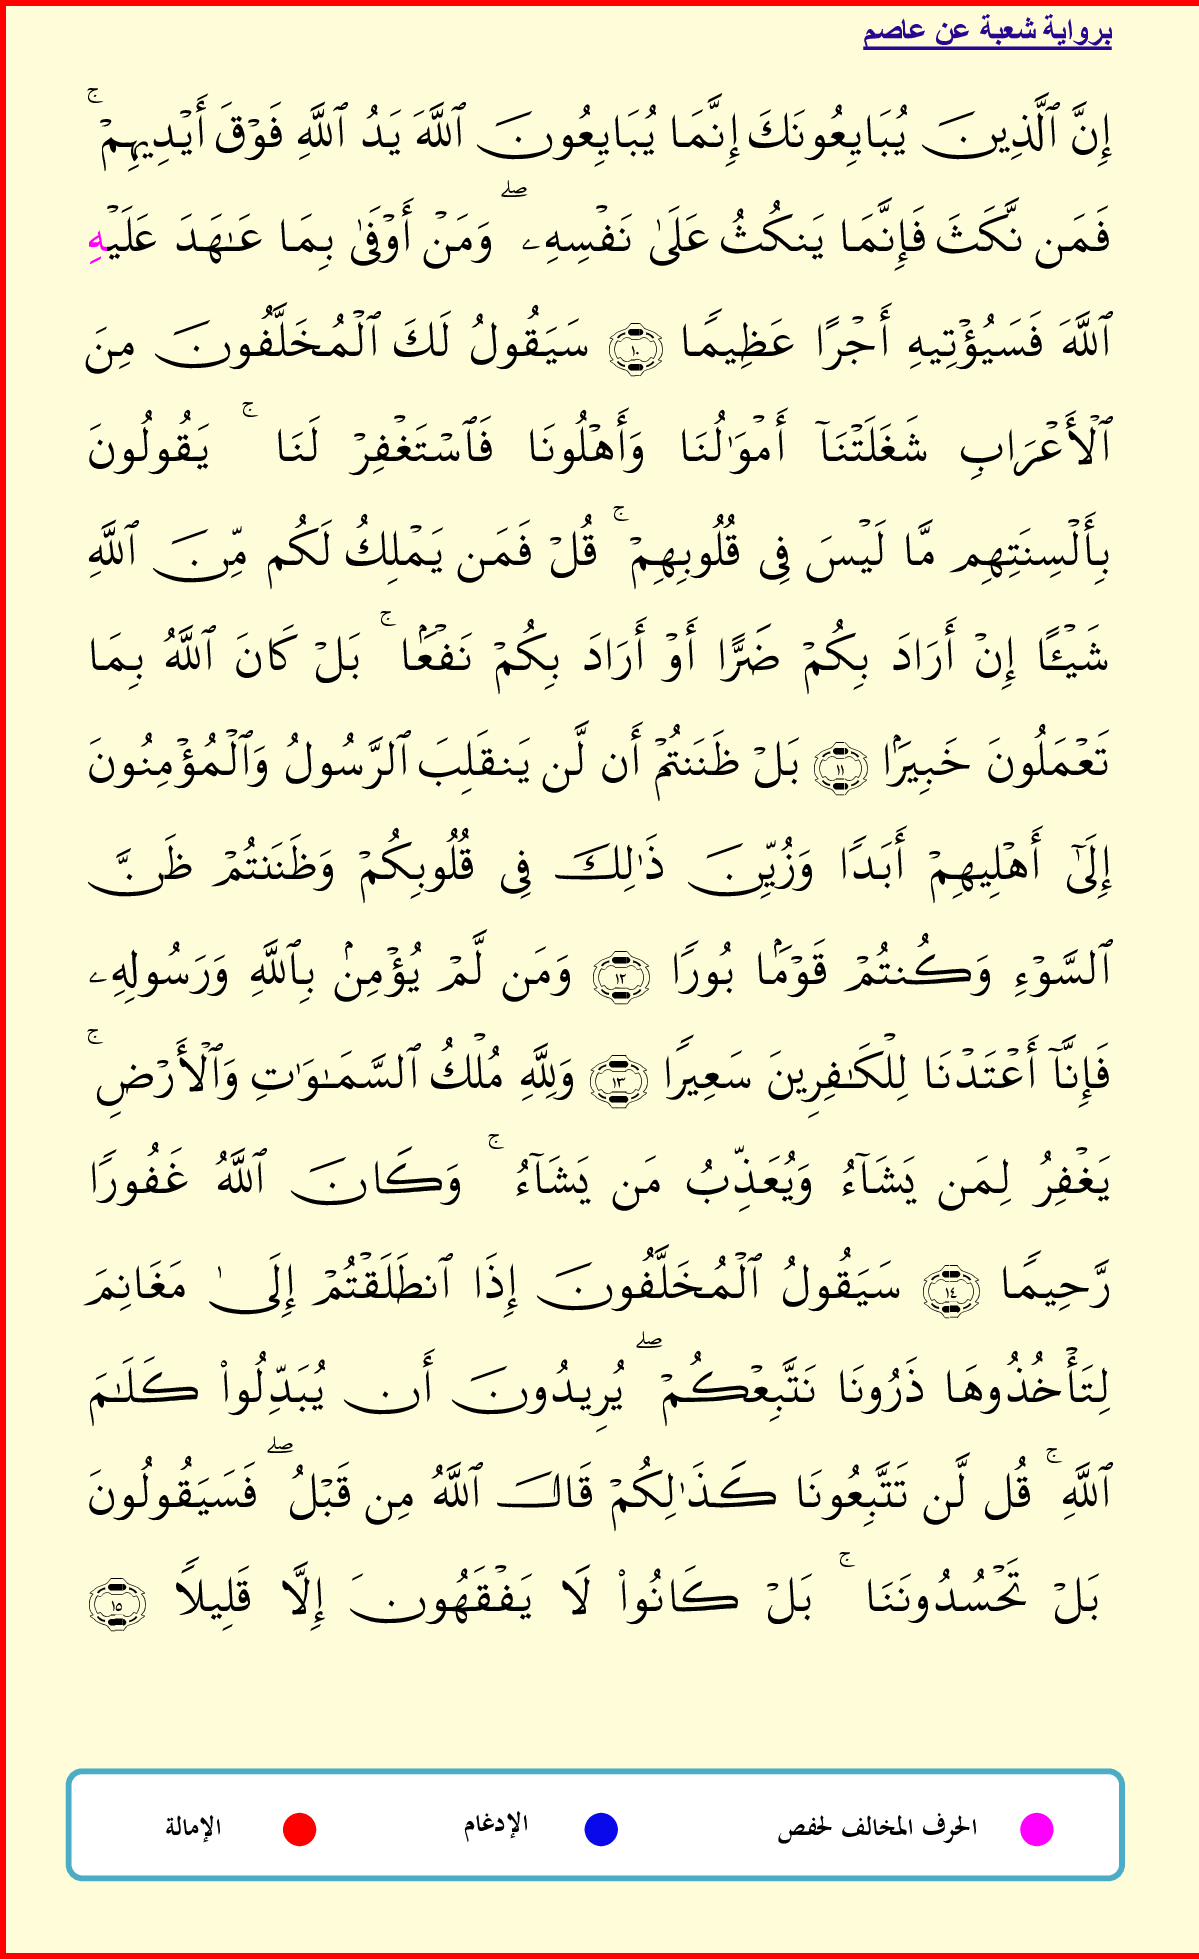 برواية شعبة عن عاصم
إِنَّ ٱلَّذِينَ يُبَايِعُونَكَ إِنَّمَا يُبَايِعُونَ ٱللَّهَ يَدُ ٱللَّهِ فَوۡقَ أَيۡدِيهِمۡۚ
فَمَن نَّكَثَ فَإِنَّمَا يَنكُثُ عَلَىٰ نَفۡسِهِۦۖ وَمَنۡ أَوۡفَىٰ بِمَا عَـٰهَدَ عَلَيۡهِ
ٱللَّهَ فَسَيُؤۡتِيهِ أَجۡرًا عَظِيمًا ١٠ سَيَقُولُ لَكَ ٱلۡمُخَلَّفُونَ مِنَ
ٱلۡأَعۡرَابِ شَغَلَتۡنَآ أَمۡوَٰلُنَا وَأَهۡلُونَا فَٱسۡتَغۡفِرۡ لَنَاۚ يَقُولُونَ
بِأَلۡسِنَتِهِم مَّا لَيۡسَ فِى قُلُوبِهِمۡۚ قُلۡ فَمَن يَمۡلِكُ لَكُم مِّنَ ٱللَّهِ
شَيۡـًٔا إِنۡ أَرَادَ بِكُمۡ ضَرًّا أَوۡ أَرَادَ بِكُمۡ نَفۡعَۢاۚ بَلۡ كَانَ ٱللَّهُ بِمَا
تَعۡمَلُونَ خَبِيرَۢا ١١ بَلۡ ظَنَنتُمۡ أَن لَّن يَنقَلِبَ ٱلرَّسُولُ وَٱلۡمُؤۡمِنُونَ
إِلَىٰٓ أَهۡلِيهِمۡ أَبَدًا وَزُيِّنَ ذَٰلِكَ فِى قُلُوبِكُمۡ وَظَنَنتُمۡ ظَنَّ
ٱلسَّوۡءِ وَكُنتُمۡ قَوۡمَۢا بُورًا ١٢ وَمَن لَّمۡ يُؤۡمِنۢ بِٱللَّهِ وَرَسُولِهِۦ
فَإِنَّآ أَعۡتَدۡنَا لِلۡكَـٰفِرِينَ سَعِيرًا ١٣ وَلِلَّهِ مُلۡكُ ٱلسَّمَـٰوَٰتِ وَٱلۡأَرۡضِۚ
يَغۡفِرُ لِمَن يَشَآءُ وَيُعَذِّبُ مَن يَشَآءُۚ وَكَانَ ٱللَّهُ غَفُورًا
رَّحِيمًا ١٤ سَيَقُولُ ٱلۡمُخَلَّفُونَ إِذَا ٱنطَلَقۡتُمۡ إِلَىٰ مَغَانِمَ
لِتَأۡخُذُوهَا ذَرُونَا نَتَّبِعۡكُمۡۖ يُرِيدُونَ أَن يُبَدِّلُوا۟ كَلَـٰمَ
ٱللَّهِۚ قُل لَّن تَتَّبِعُونَا كَذَٰلِكُمۡ قَالَ ٱللَّهُ مِن قَبۡلُۖ فَسَيَقُولُونَ
بَلۡ تَحۡسُدُونَنَاۚ بَلۡ كَانُوا۟ لَا يَفۡقَهُونَ إِلَّا قَلِيلًا ١٥
الحرف المخالف لحفص الإدغام الإمالة